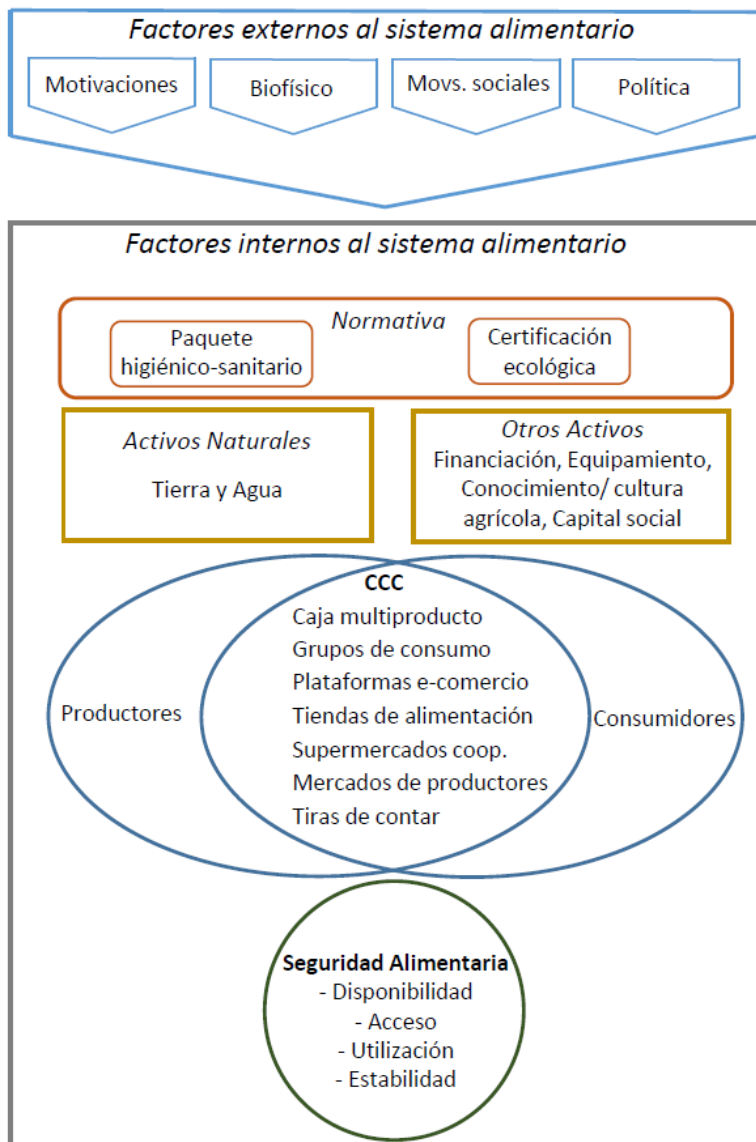 Factores externos al sistema alimentario
Motivaciones
Biofísico
Movs. sociales
Política
Factores internos al sistema alimentario
Normativa
Paquete
higiénico-sanitario
Certificación
ecológica
Activos Naturales
Tierra y Agua
Otros Activos
Financiación, Equipamiento,
Conocimiento/ cultura
agrícola, Capital social
CCC
Caja multiproducto
Grupos de consumo
Plataformas e-comercio
Productores
Tiendas de alimentación
Consumidores
Supermercados coop.
Mercados de productores
Tiras de contar
Seguridad Alimentaria
- Disponibilidad
- Acceso
- Utilización
- Estabilidad